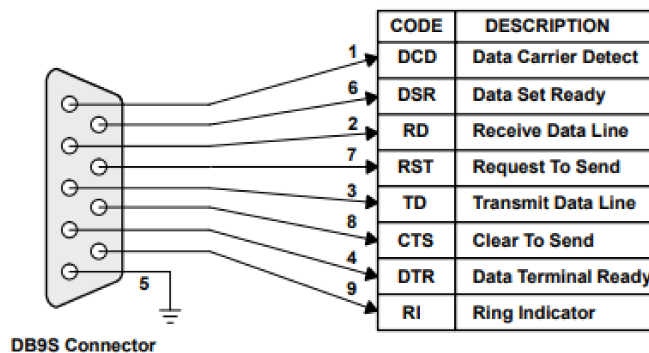 CODE DESCRIPTION
1 DCD Data Carrier Detect
6 DSR Data Set Ready
2 RD Receive Data Line
7 RST Request To Send
3 TD Transmit Data Line
8 CTS Clear To Send
4 DTR Data Terminal Ready
9 RI Ring Indicator
5
DB9S Connector